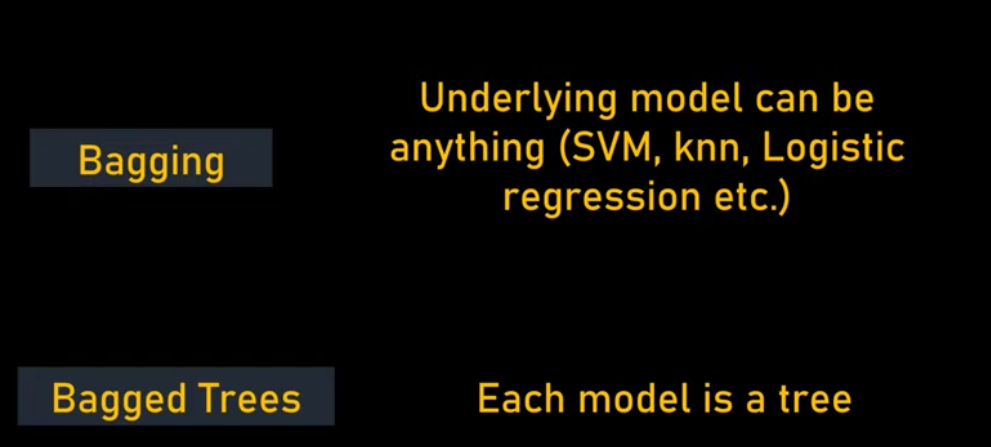 Bagging
Underlying model can be
anything (SVM, knn, Logistic
regression etc.)
Bagged Trees
Each model is a tree